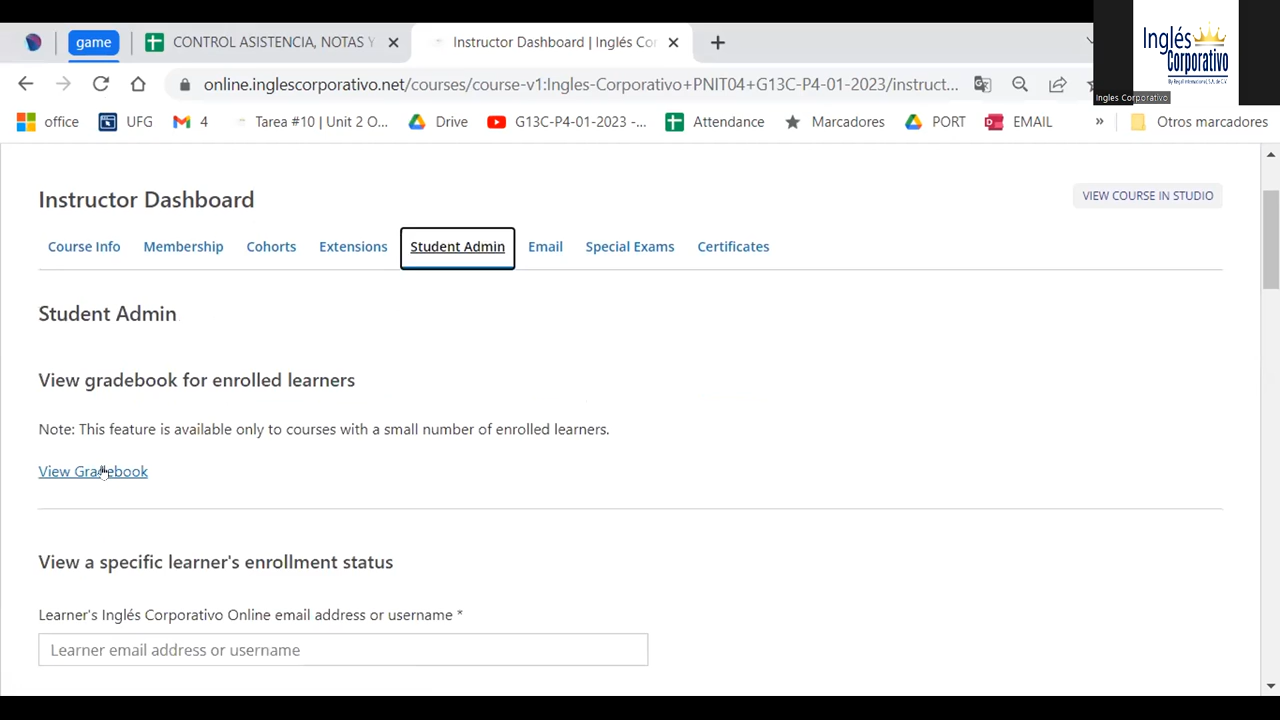 game
CONTROL ASISTENCIA, NOTAS Y
Instructor Dashboard | Inglés Co
Inglés
Corporativo
Ingles Corporativo
online.inglescorporativo.net/courses/course-v1:Ingles-Corporativo+PNIT04+G13C-P4-01-2023/instruct...
office
UFG
4
Tarea #10 | Unit 2 O...
Drive
G13C-P4-01-2023 -...
Attendance
Marcadores
PORT
EMAIL
»
Otros marcadores
Instructor Dashboard
VIEW COURSE IN STUDIO
Course Info
Membership
Cohorts
Extensions
Student Admin
Email
Special Exams
Certificates
Student Admin
View gradebook for enrolled learners
Note: This feature is available only to courses with a small number of enrolled learners.
View Gradebook
View a specific learner's enrollment status
Learner's Inglés Corporativo Online email address or username *
Learner email address or username